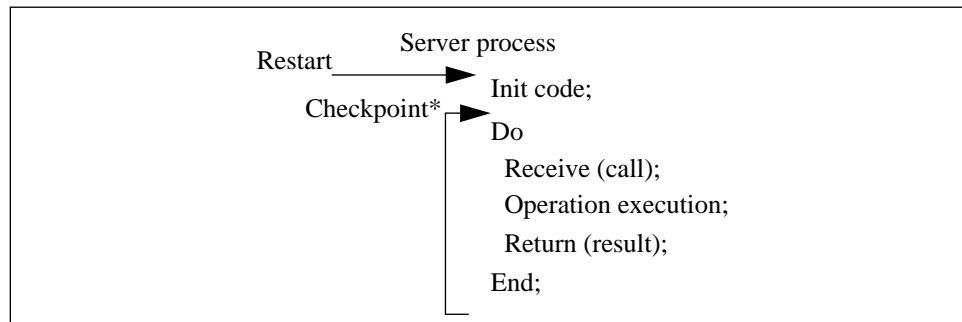 Server process
Restart
Init code;
Checkpoint*
Do
Receive (call);
Operation execution;
Return (result);
End;